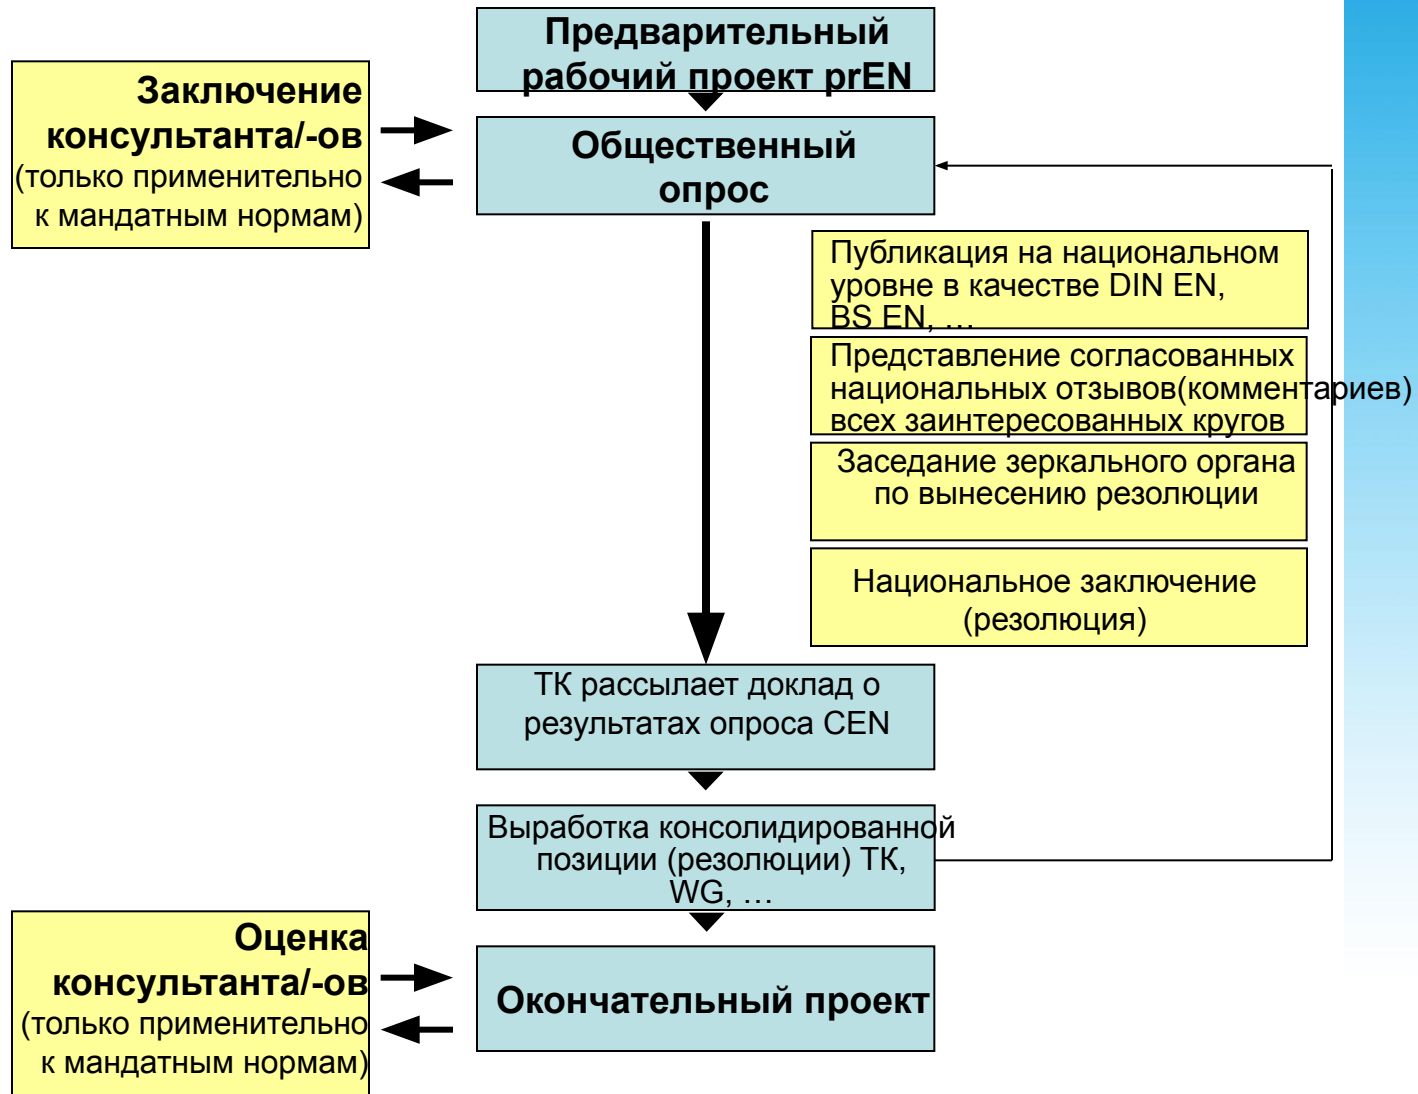 Предварительный
рабочий проект prEN
Заключение
консультанта/-ов
(только применительно
к мандатным нормам)
Общественный
опрос
Публикация на национальном
уровне в качестве DIN EN,
BS EN, …
Представление согласованных
национальных отзывов(комментариев)
всех заинтересованных кругов
Заседание зеркального органа
по вынесению резолюции
Национальное заключение
(резолюция)
ТК рассылает доклад о
результатах опроса CEN
Выработка консолидированной
позиции (резолюции) ТК,
WG, …
Оценка
консультанта/-ов
(только применительно
к мандатным нормам)
Окончательный проект